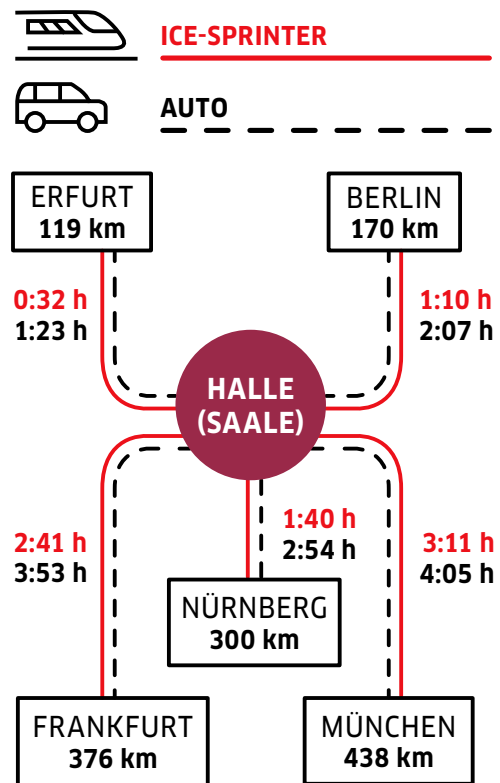 ICE-SPRINTER
AUTO
ERFURT
119 km
BERLIN
170 km
0:32 h
1:23 h
1:10 h
2:07 h
HALLE
(SAALE)
2:41 h
3:53 h
1:40 h
2:54 h
3:11 h
4:05 h
NÜRNBERG
300 km
FRANKFURT
376 km
MÜNCHEN
438 km